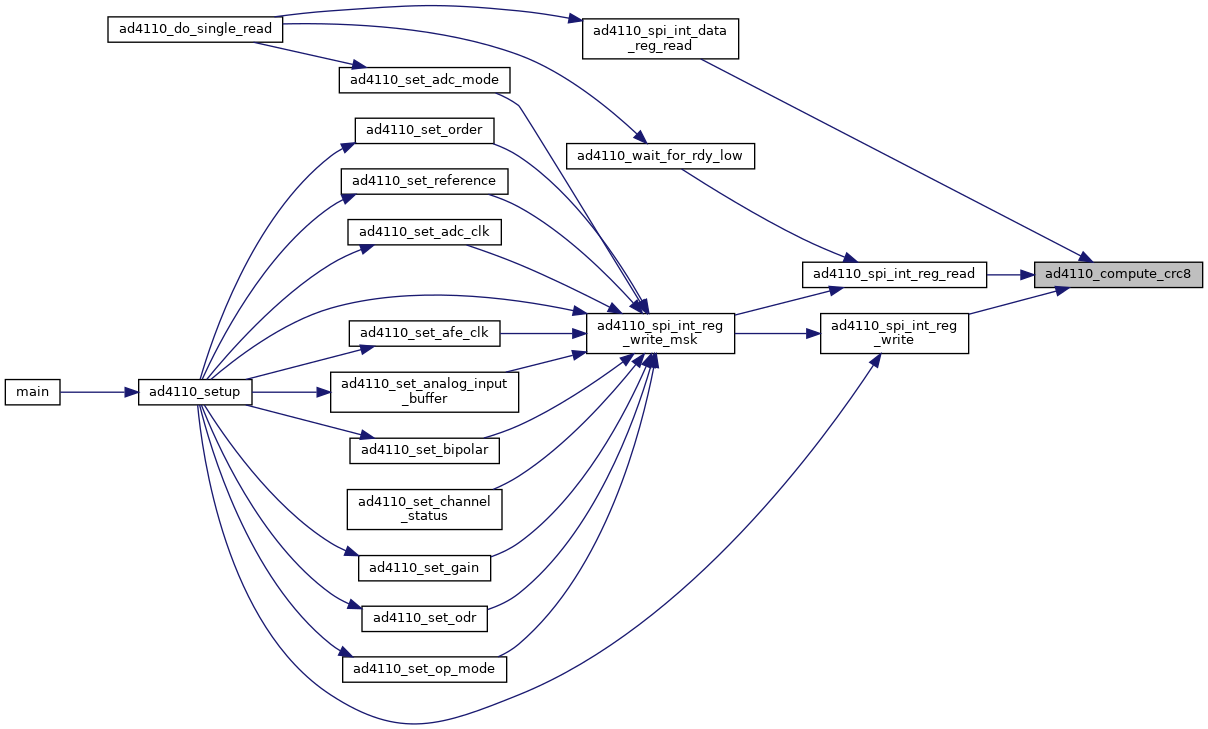 ad4110_do_single_read
ad4110_spi_int_data
_reg_read
ad4110_set_adc_mode
ad4110_set_order
ad4110_wait_for_rdy_low
ad4110_set_reference
ad4110_set_adc_clk
ad4110_spi_int_reg_read
ad4110_compute_crc8
ad4110_set_afe_clk
ad4110_spi_int_reg
_write_msk
ad4110_spi_int_reg
_write
main
ad4110_setup
ad4110_set_analog_input
_buffer
ad4110_set_bipolar
ad4110_set_channel
_status
ad4110_set_gain
ad4110_set_odr
ad4110_set_op_mode